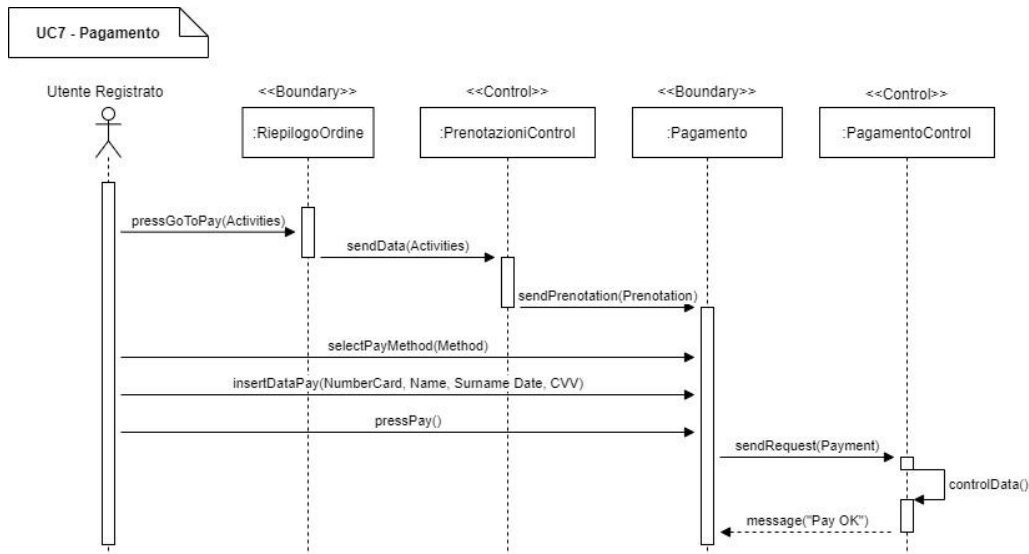 UC7 - Pagamento
Utente Registrato
<<Boundary>>
<<Control>>
<<Boundary>>
<<Control>>
:RiepilogoOrdine
:PrenotazioniControl
:Pagamento
:PagamentoControl
pressGoToPay(Activities)
sendData(Activities)
sendPrenotation(Prenotation)
selectPayMethod(Method)
insertDataPay(NumberCard, Name, Surname Date, CVV)
pressPay()
sendRequest(Payment)
controlData()
message("Pay OK")